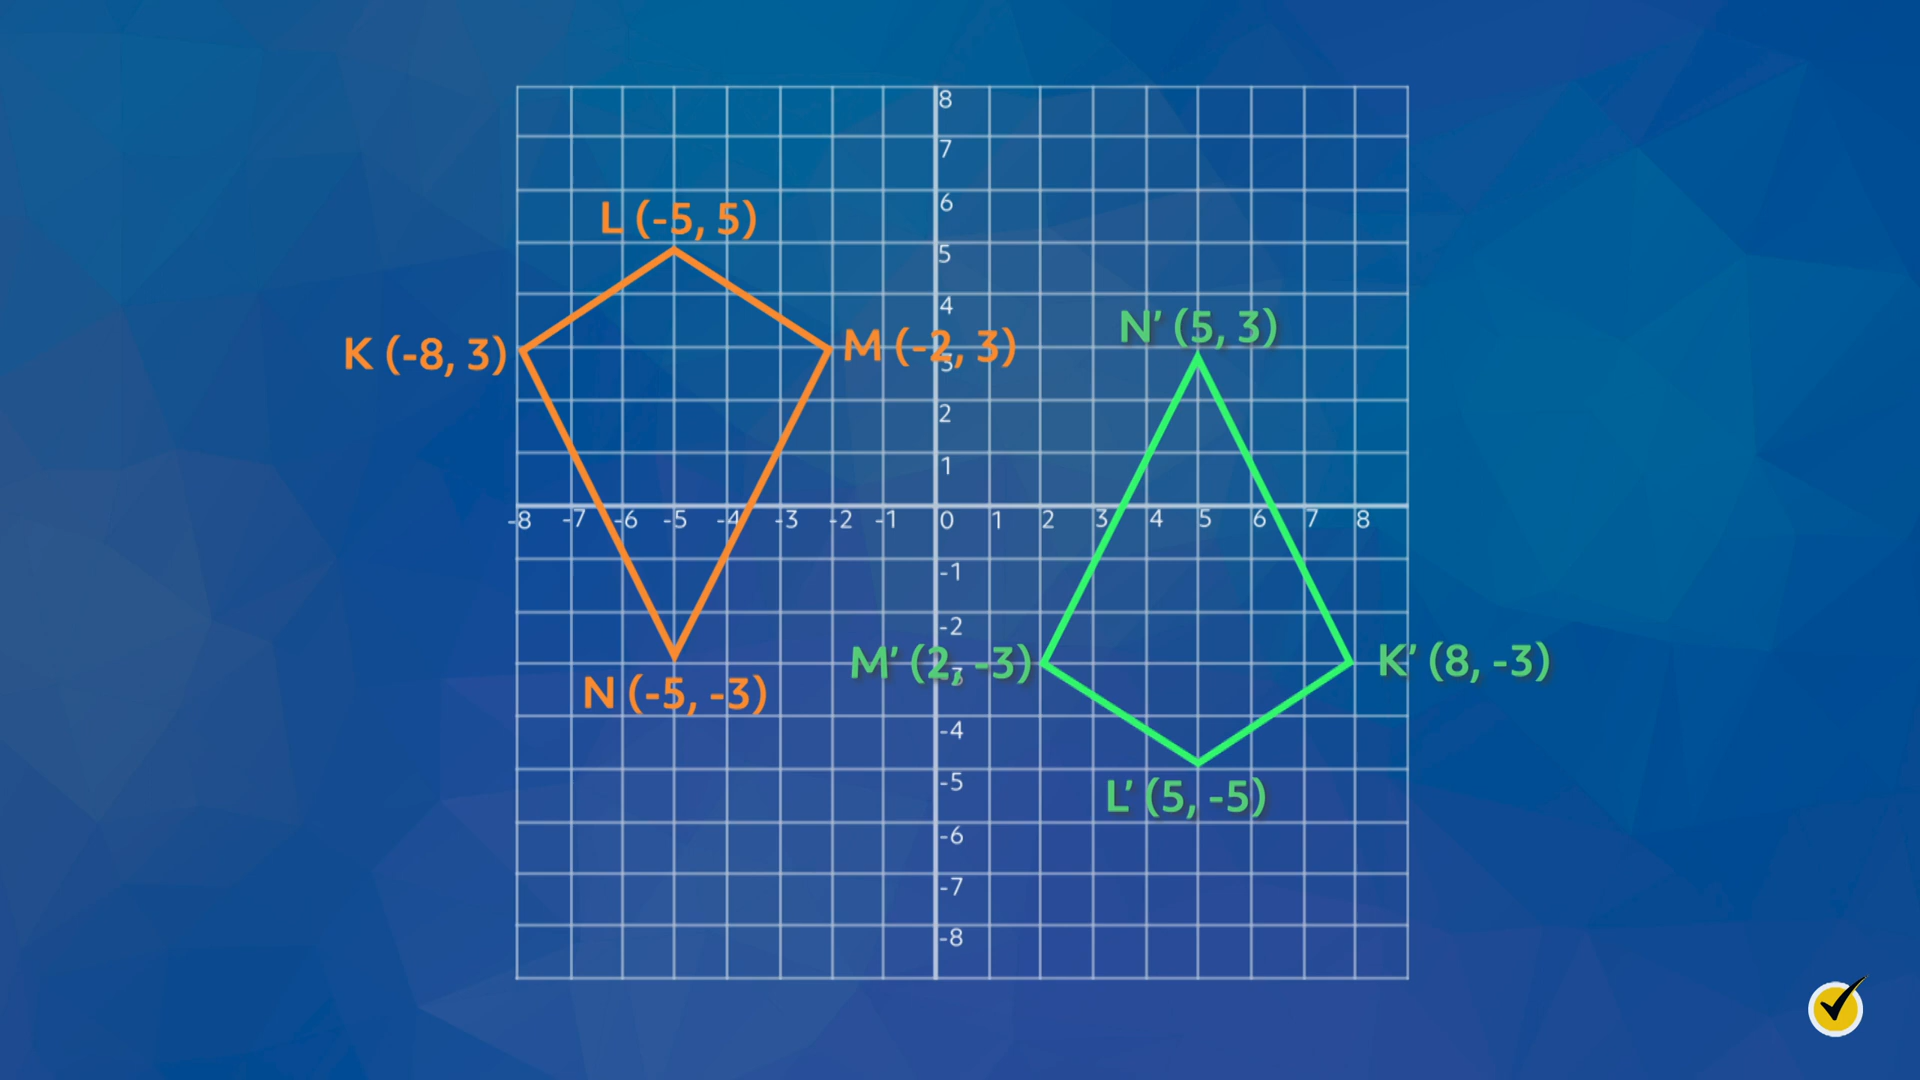 8
7
6
L (-5, 5)
5
4
N’ (5, 3)
K (-8, 3)
M (-2, 3)
3
2
1
-8 -7 -6 -5 -4 -3 -2 -1 0 1 2 3 4 5 6 7 8
-1
-2
M’ (2, -3)
K’ (8, -3)
-3
N (-5, -3)
-4
-5
L’ (5, -5)
-6
-7
-8